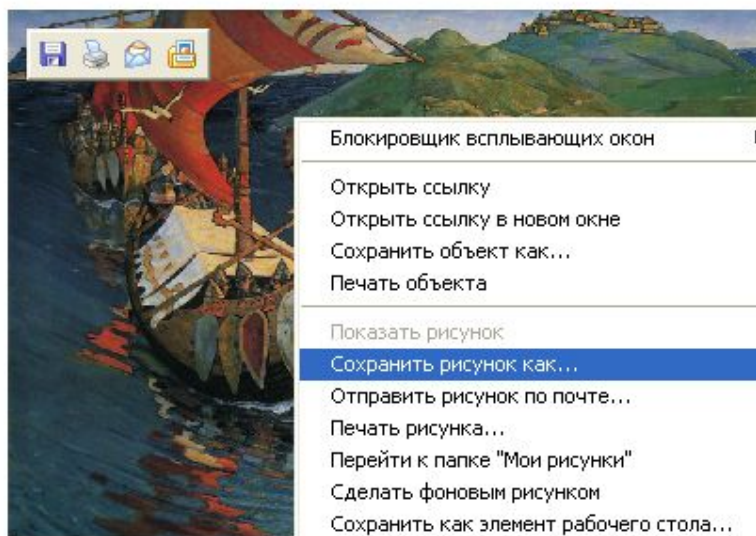 Блокировщик всплывающих окон
Открыть ссылку
Открыть ссылку в новом окне
Сохранить объект как...
Печать объекта
Показать рисунок
Сохранить рисунок как...
Отправить рисунок по почте...
Печать рисунка...
Перейти к папке "Мои рисунки"
Сделать фоновым рисунком
Сохранить как элемент рабочего стола...